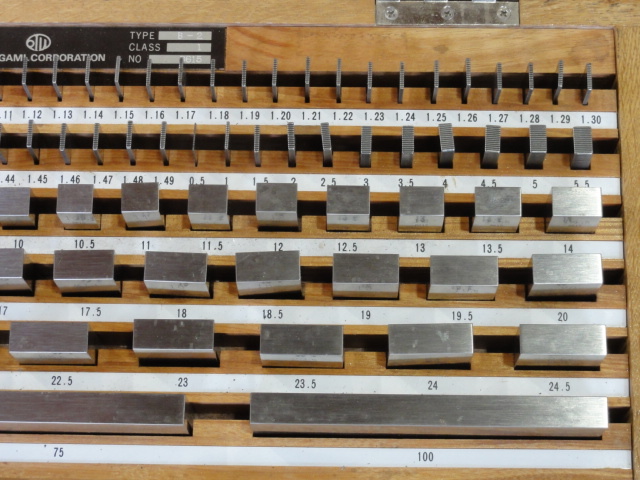 TYPE B-2
CLASS 1
GAMI CORPORATION NO
1.12 1.13 1.14 1.15 1.16 1.17 1.18 1.19 1.20 1.21 1.22 1.23 1.24 1.25 1.26 1.27 1.28 1.29 1.30
1.45 1.46 1.47 1.48 1.49 0.5 1 1.5 2 2.5 3 3.5 4 4.5 5 5.5
10 10.5 11 11.5 12 12.5 13 13.5 14
17.5 18 18.5 19 19.5 20
22.5 23 23.5 24 24.5
75 100